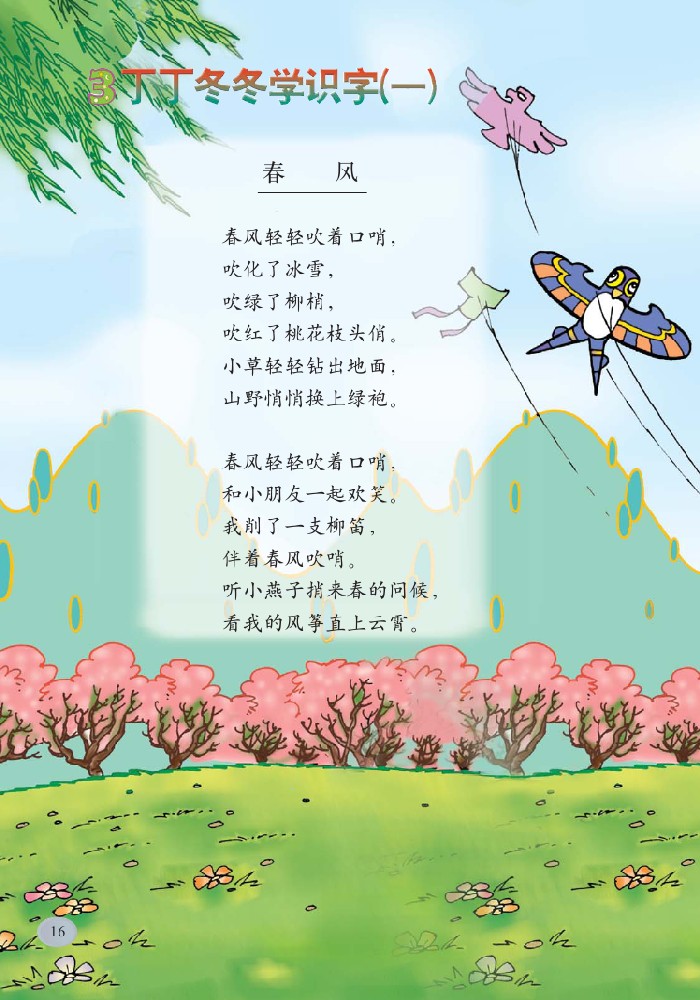 3 丁丁冬冬学识字(一)
春 风
春风轻轻吹着口哨，
吹化了冰雪，
吹绿了柳梢，
吹红了桃花枝头俏。
小草轻轻钻出地面，
山野悄悄换上绿袍。
春风轻轻吹着口哨，
和小朋友一起欢笑。
我削了一支柳笛，
伴着春风吹哨。
听小燕子捎来春的问候，
看我的风筝直上云霄。
16